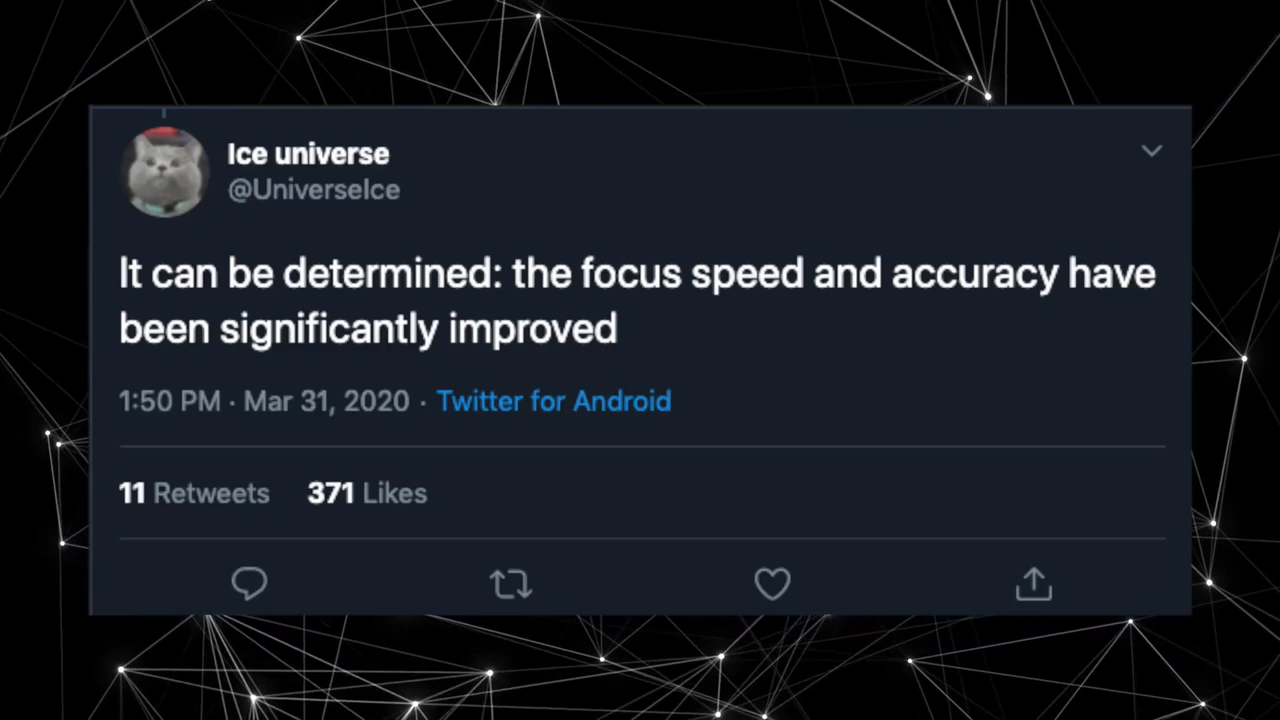 Ice universe
@UniverseIce
It can be determined: the focus speed and accuracy have
been significantly improved
1:50 PM · Mar 31, 2020 · Twitter for Android
11 Retweets 371 Likes